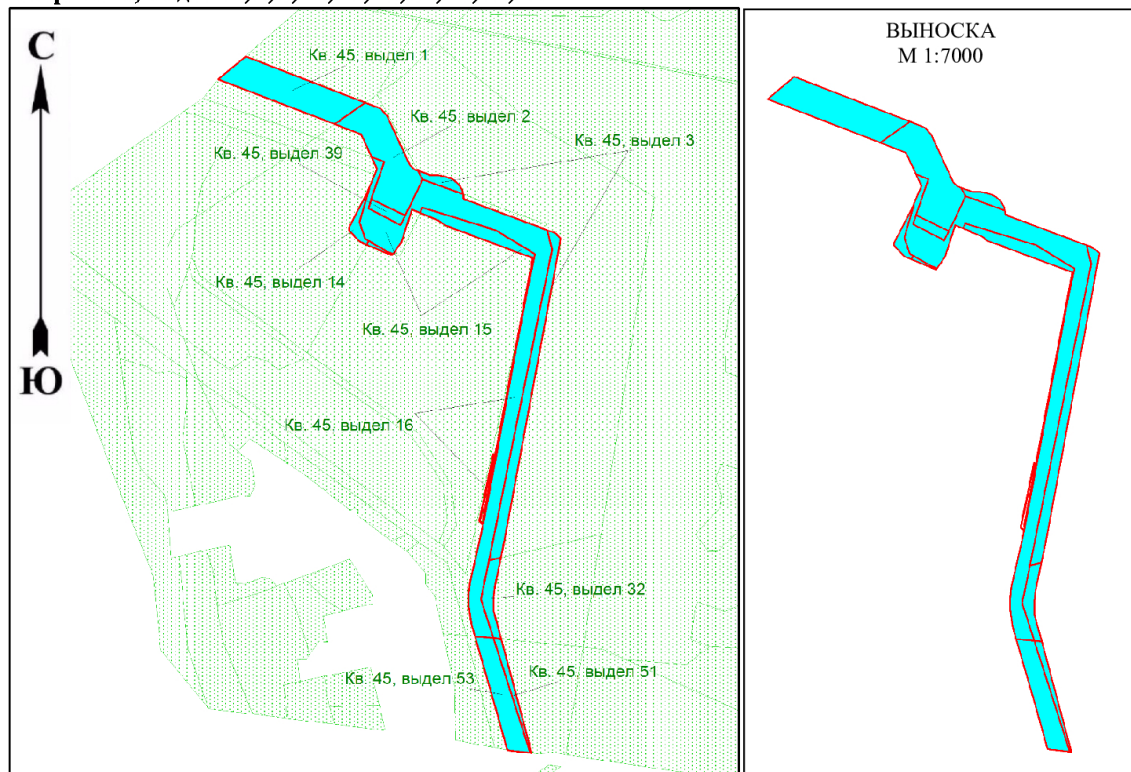 С
Ю
Кв. 45, выдел 1
Кв. 45, выдел 2
Кв. 45, выдел 3
Кв. 45, выдел 39
Кв. 45, выдел 14
Кв. 45, выдел 15
Кв. 45, выдел 16
Кв. 45, выдел 32
Кв. 45, выдел 51
Кв. 45, выдел 53
ВЫНОСКА
М 1:7000